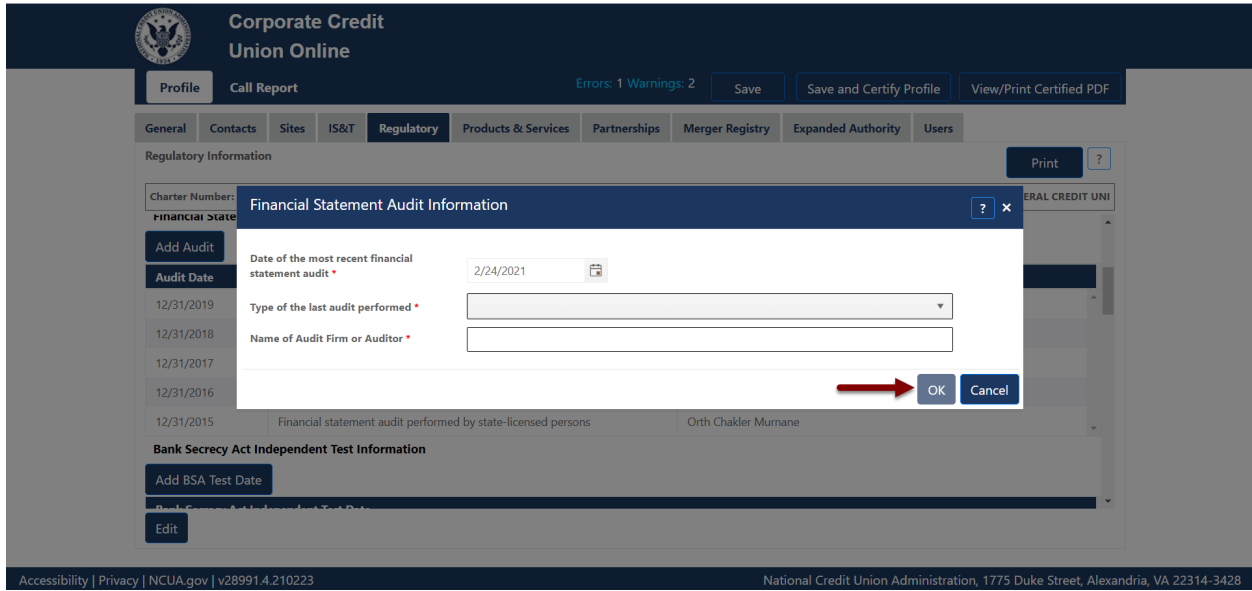 Corporate Credit
Union Online
Profile
Call Report
Errors: 1 Warnings: 2
Save
Save and Certify Profile
View/Print Certified PDF
General
Contacts
Sites
IS&T
Regulatory
Products & Services
Partnerships
Merger Registry
Expanded Authority
Users
Regulatory Information
Print
?
Charter Number:
ERAL CREDIT UNI
Financial State
Add Audit
Audit Date
12/31/2019
12/31/2018
12/31/2017
12/31/2016
12/31/2015
Financial statement audit performed by state-licensed persons
Orth Chakler Murnane
Financial Statement Audit Information
? ×
Date of the most recent financial
statement audit *
2/24/2021
Type of the last audit performed *
Name of Audit Firm or Auditor *
OK
Cancel
Bank Secrecy Act Independent Test Information
Add BSA Test Date
Bank Secrecy Act Independent Test Date
Edit
Accessibility | Privacy | NCUA.gov | v28991.4.210223
National Credit Union Administration, 1775 Duke Street, Alexandria, VA 22314-3428